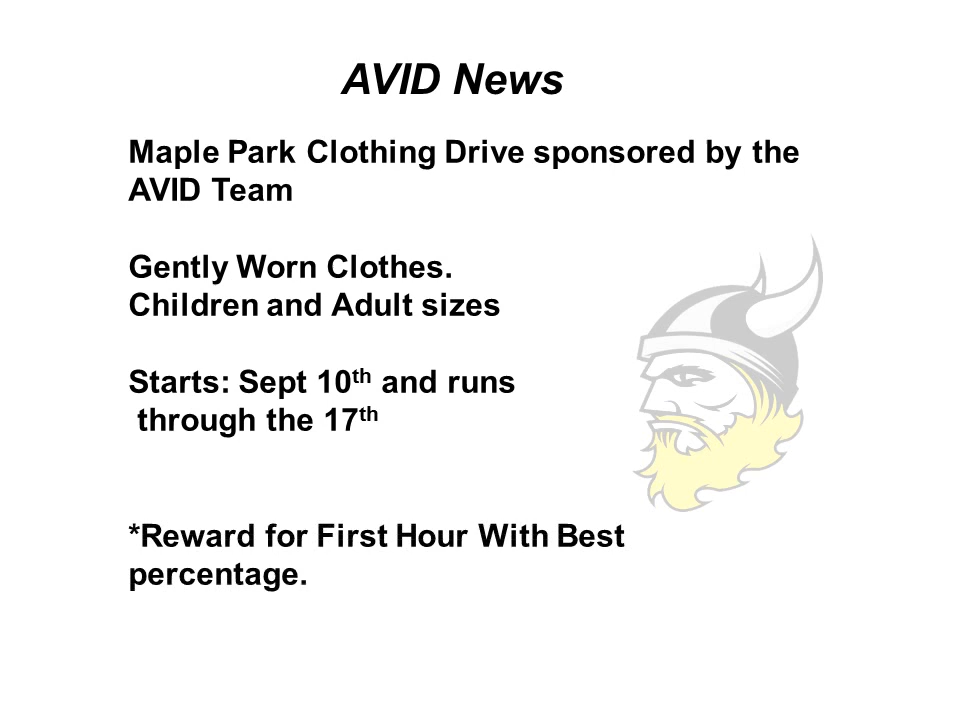 AVID News
Maple Park Clothing Drive sponsored by the
AVID Team
Gently Worn Clothes.
Children and Adult sizes
Starts: Sept 10th and runs
through the 17th
*Reward for First Hour With Best
percentage.